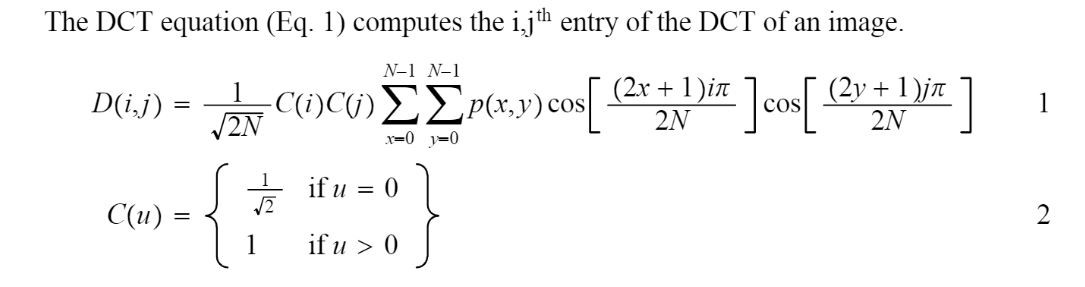 The DCT equation (Eq. 1) computes the i,jᵗʰ entry of the DCT of an image.
D(i,j) = 1/√(2N) C(i)C(j) ∑_{x=0}^{N–1} ∑_{y=0}^{N–1} p(x,y) cos[ (2x + 1)iπ / 2N ] cos[ (2y + 1)jπ / 2N ] 1
C(u) = { 1/√2 if u = 0
1 if u > 0 } 2